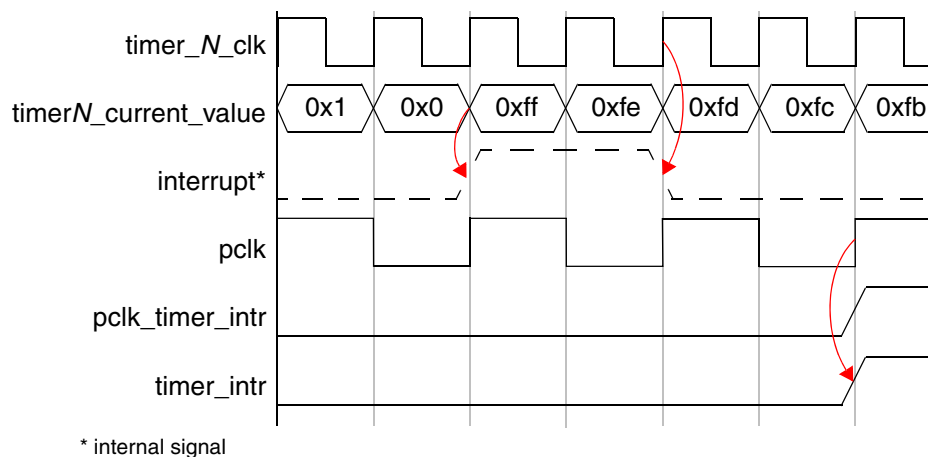 timer_N_clk
timerN_current_value 0x1 0x0 0xff 0xfe 0xfd 0xfc 0xfb
interrupt*
pclk
pclk_timer_intr
timer_intr
* internal signal